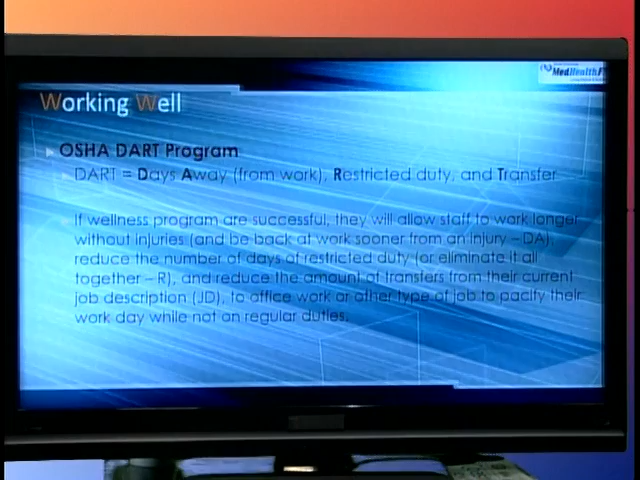 MedHealthF
Working Well
OSHA DART Program
DART = Days Away (from work), Restricted duty, and Transfer
If wellness program are successful, they will allow staff to work longer
without injuries (and be back at work sooner from an injury – DA),
reduce the number of days of restricted duty (or eliminate it all
together – R), and reduce the amount of transfers from their current
job description (JD), to office work or other type of job to pacify their
work day while not on regular duties.